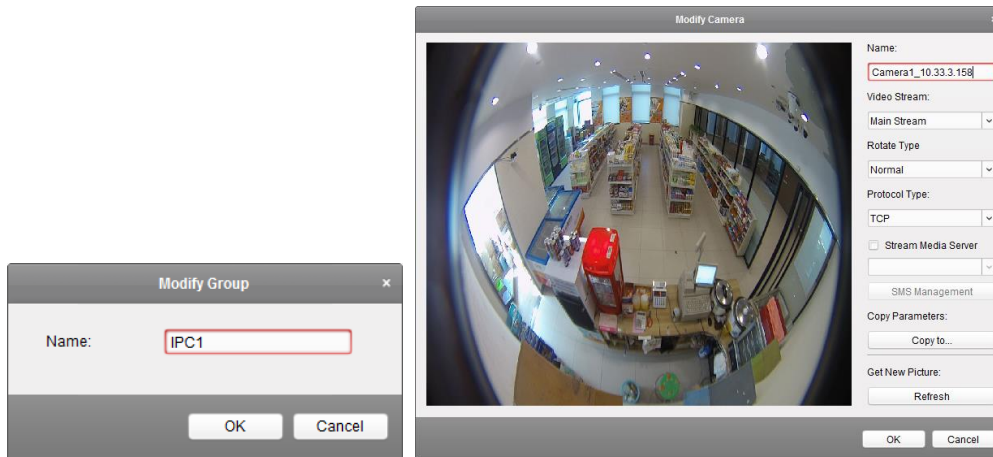 Modify Group
×
Name:
IPC1
OK
Cancel
Modify Camera
Name:
Camera1_10.33.3.158
Video Stream:
Main Stream
Rotate Type
Normal
Protocol Type:
TCP
Stream Media Server
SMS Management
Copy Parameters:
Copy to...
Get New Picture:
Refresh
OK
Cancel